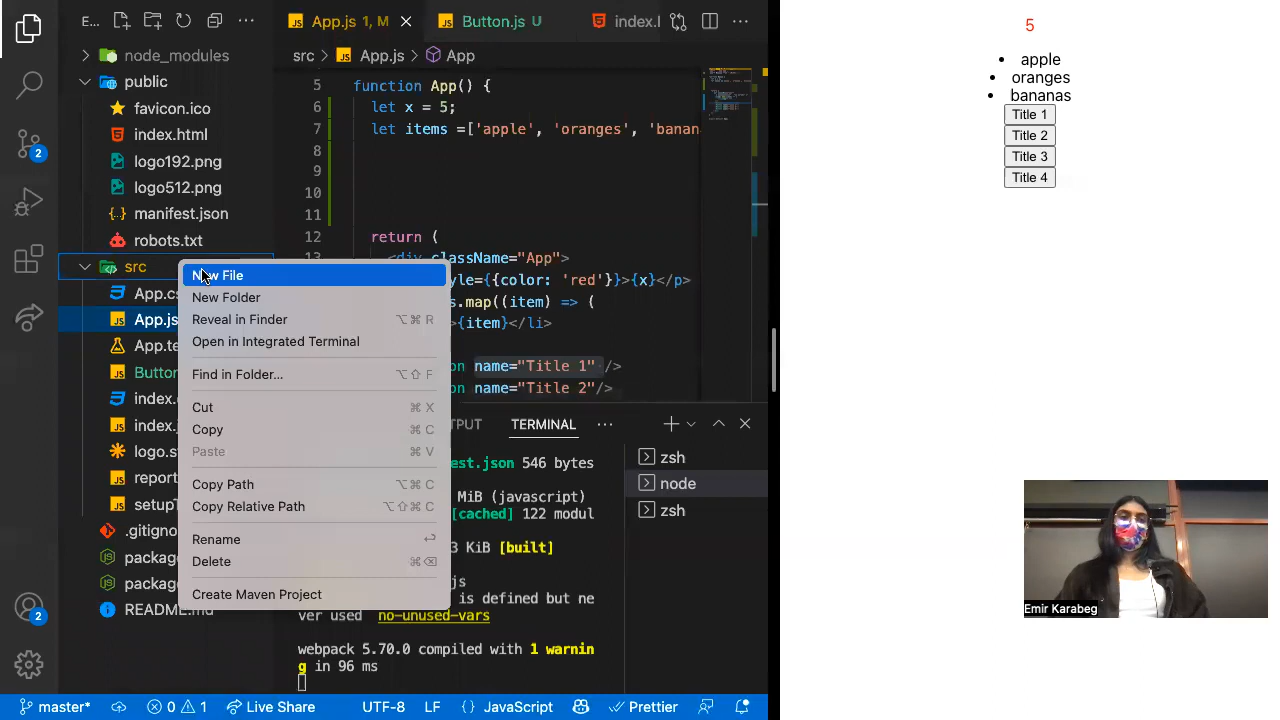 E...
App.js 1, M
Button.js U
index.l
node_modules
public
favicon.ico
index.html
logo192.png
logo512.png
manifest.json
robots.txt
src
App.cs
App.js
App.te
Button
index.c
index.j
logo.s
report
setupT
.gitigno
package
package
README.md
2
2
src > App.js > App
5 function App() {
6 let x = 5;
7 let items =['apple', 'oranges', 'banan
8
9
10
11
12 return (
13 <div className="App">
tyle={{color: 'red'}}>{x}</p>
s.map((item) => (
>{item}</li>
on name="Title 1" />
on name="Title 2"/>
New File
New Folder
Reveal in Finder ⌥⌘ R
Open in Integrated Terminal
Find in Folder... ⌥⇧ F
Cut ⌘ X
Copy ⌘ C
Paste ⌘ V
Copy Path ⌥⌘ C
Copy Relative Path ⌥⇧⌘ C
Rename
Delete ⌘⌫
Create Maven Project
TPUT TERMINAL ...
est.json 546 bytes
MiB (javascript)
[cached] 122 modul
3 KiB [built]
js
is defined but ne
ver used no-unused-vars
webpack 5.70.0 compiled with 1 warnin
g in 96 ms
zsh
node
zsh
master* 0 1 Live Share UTF-8 LF {} JavaScript Prettier
5
apple
oranges
bananas
Title 1
Title 2
Title 3
Title 4
Emir Karabeg